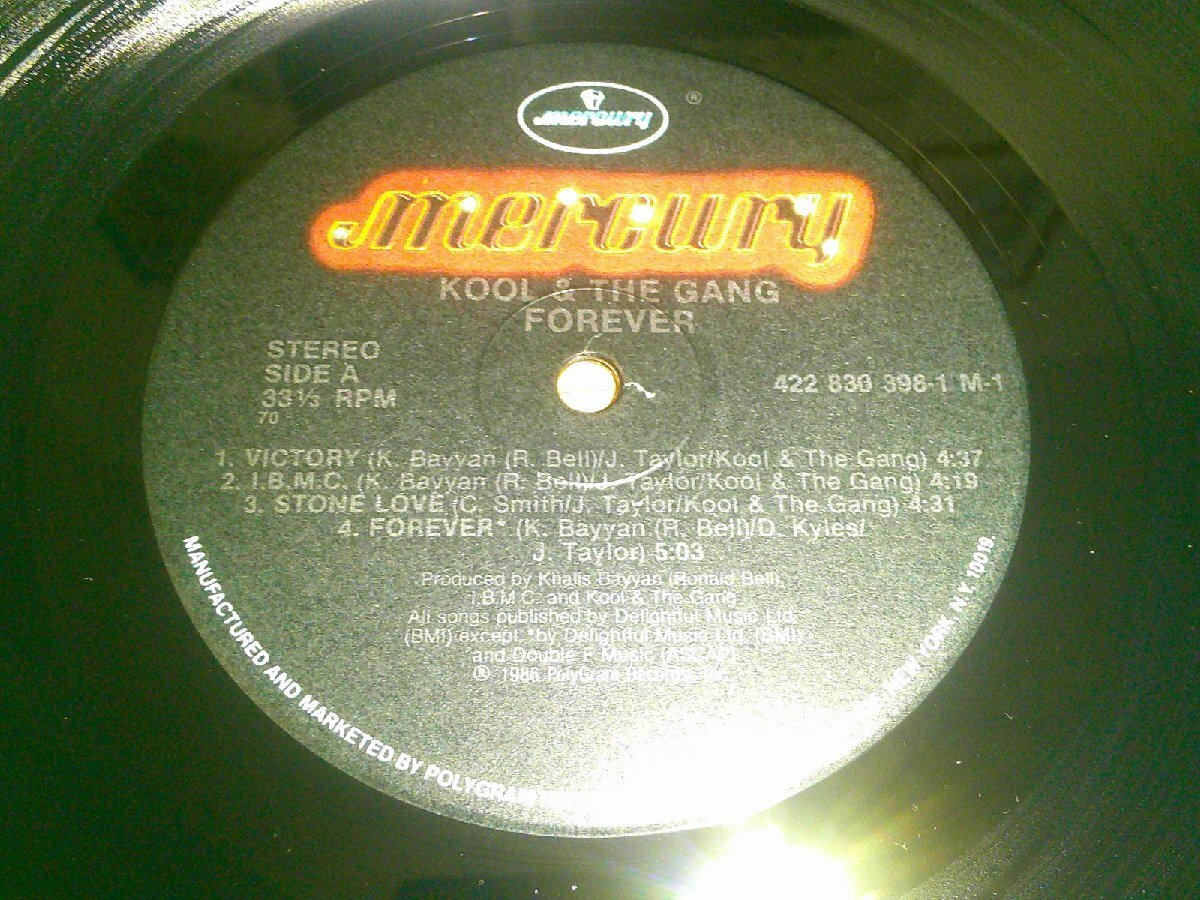 mercury
®
mercury
KOOL & THE GANG
FOREVER
STEREO
SIDE A
33⅓ RPM
70
422 830 398-1 M-1
1. VICTORY (K. Bayyan (R. Bell)/J. Taylor/Kool & The Gang) 4:37
2. I.B.M.C. (K. Bayyan (R. Bell)/J. Taylor/Kool & The Gang) 4:19
3. STONE LOVE (C. Smith/J. Taylor/Kool & The Gang) 4:31
4. FOREVER* (K. Bayyan (R. Bell)/D. Kyles/
J. Taylor) 5:03
Produced by Khalis Bayyan (Ronald Bell),
I.B.M.C. and Kool & The Gang
All songs published by Delightful Music Ltd.
(BMI) except *by Delightful Music Ltd. (BMI)
and Double F Music (ASCAP)
℗ 1986 PolyGram Records, Inc.
MANUFACTURED AND MARKETED BY POLYGRAM
NEW YORK, N.Y. 10019.